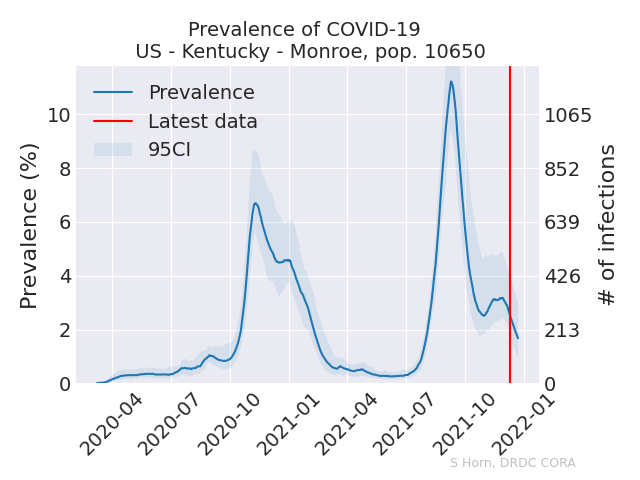 Prevalence of COVID-19
US - Kentucky - Monroe, pop. 10650
Prevalence
Latest data
95CI
Prevalence (%)
10
8
6
4
2
0
1065
852
639
426
213
0
# of infections
2020-04
2020-07
2020-10
2021-01
2021-04
2021-07
2021-10
2022-01
S Horn, DRDC CORA